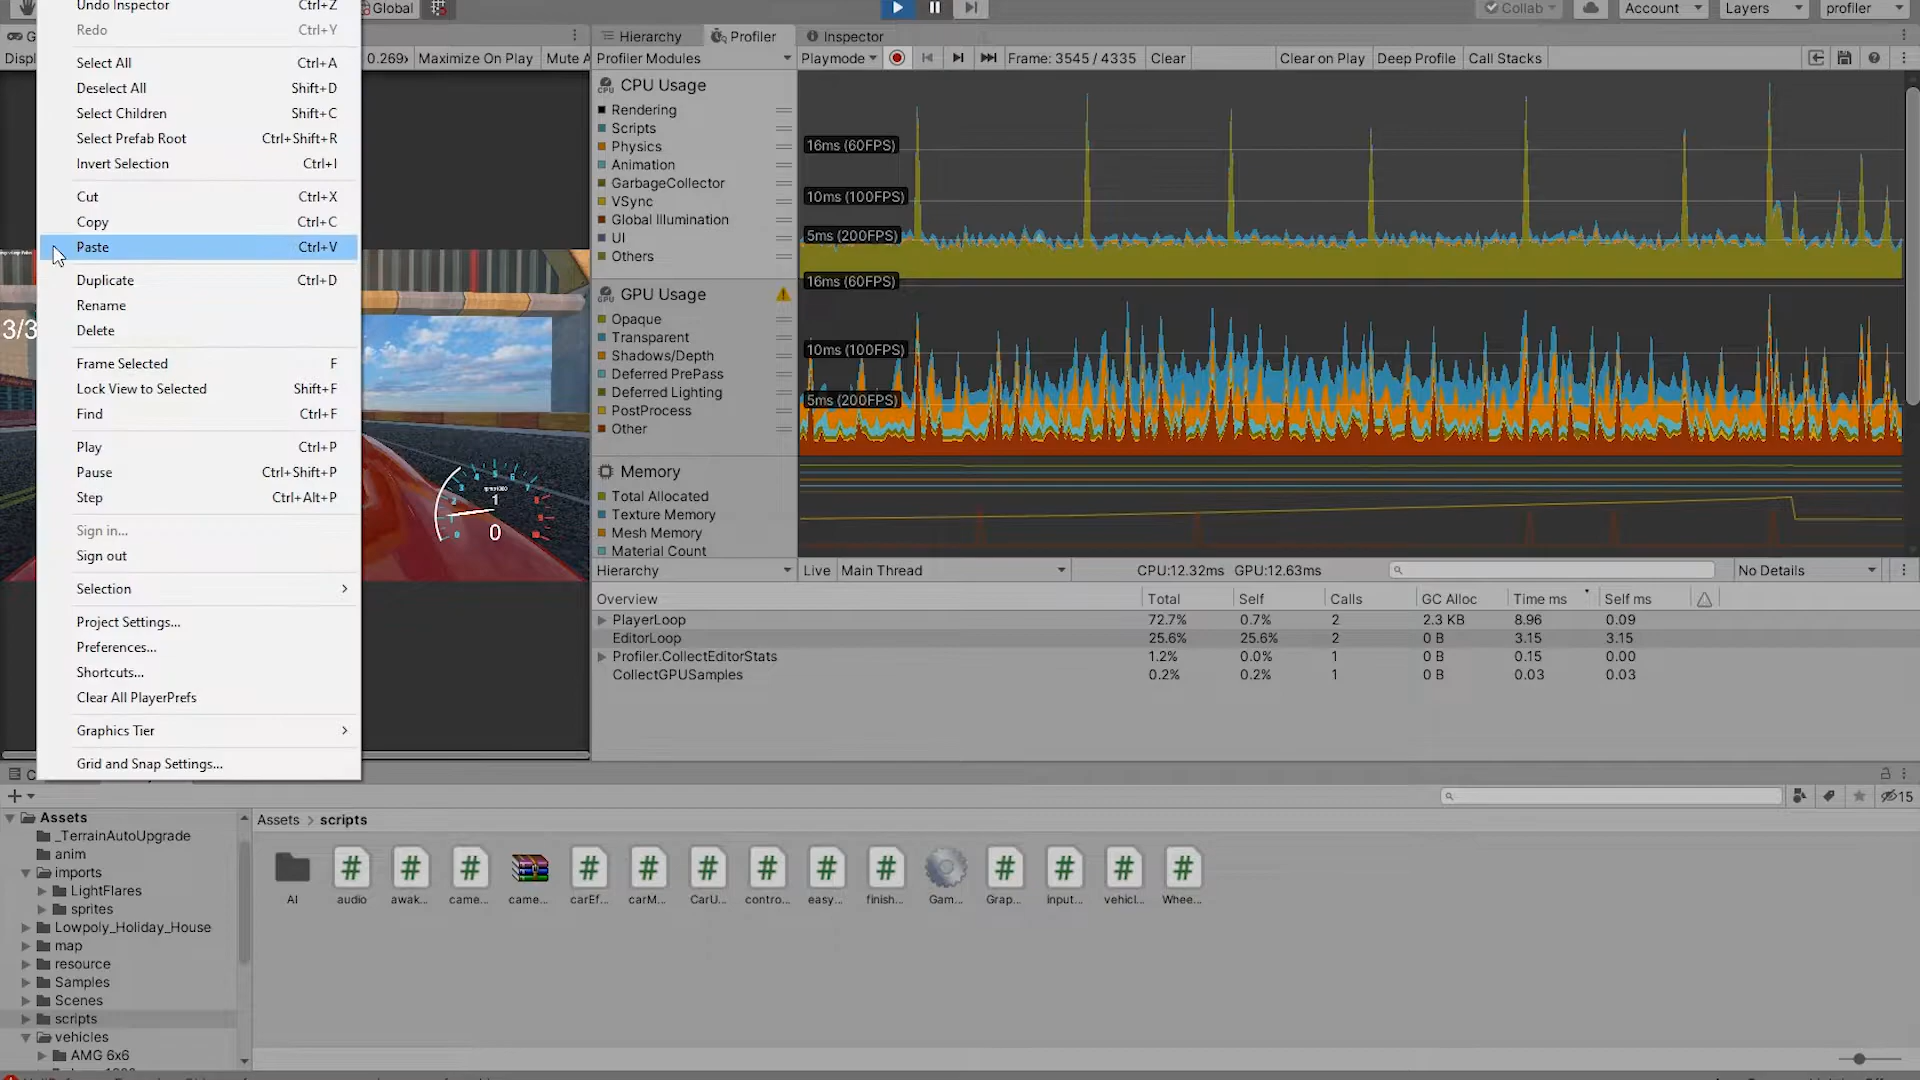 Undo Inspector Ctrl+Z
Redo Ctrl+Y
Select All Ctrl+A
Deselect All Shift+D
Select Children Shift+C
Select Prefab Root Ctrl+Shift+R
Invert Selection Ctrl+I
Cut Ctrl+X
Copy Ctrl+C
Paste Ctrl+V
Duplicate Ctrl+D
Rename
Delete
Frame Selected F
Lock View to Selected Shift+F
Find Ctrl+F
Play Ctrl+P
Pause Ctrl+Shift+P
Step Ctrl+Alt+P
Sign in...
Sign out
Selection
Project Settings...
Preferences...
Shortcuts...
Clear All PlayerPrefs
Graphics Tier
Grid and Snap Settings...
Global
Collab Account Layers profiler
0.269 Maximize On Play Mute A
3/3
1
0
Hierarchy Profiler Inspector
Profiler Modules Playmode Frame: 3545 / 4335 Clear Clear on Play Deep Profile Call Stacks
CPU Usage
Rendering
Scripts
Physics
Animation
GarbageCollector
VSync
Global Illumination
UI
Others
16ms (60FPS)
10ms (100FPS)
5ms (200FPS)
GPU Usage
Opaque
Transparent
Shadows/Depth
Deferred PrePass
Deferred Lighting
PostProcess
Other
16ms (60FPS)
10ms (100FPS)
5ms (200FPS)
Memory
Total Allocated
Texture Memory
Mesh Memory
Material Count
Hierarchy Live Main Thread CPU:12.32ms GPU:12.63ms No Details
Overview Total Self Calls GC Alloc Time ms Self ms
PlayerLoop 72.7% 0.7% 2 2.3 KB 8.96 0.09
EditorLoop 25.6% 25.6% 2 0 B 3.15 3.15
Profiler.CollectEditorStats 1.2% 0.0% 1 0 B 0.15 0.00
CollectGPUSamples 0.2% 0.2% 1 0 B 0.03 0.03
15
Assets
_TerrainAutoUpgrade
anim
imports
LightFlares
sprites
Lowpoly_Holiday_House
map
resource
Samples
Scenes
scripts
vehicles
AMG 6x6
Assets > scripts
AI audio awak... came... came... carEf... carM... CarU... contro... easy... finish... Gam... Grap... input... vehicl... Whee...